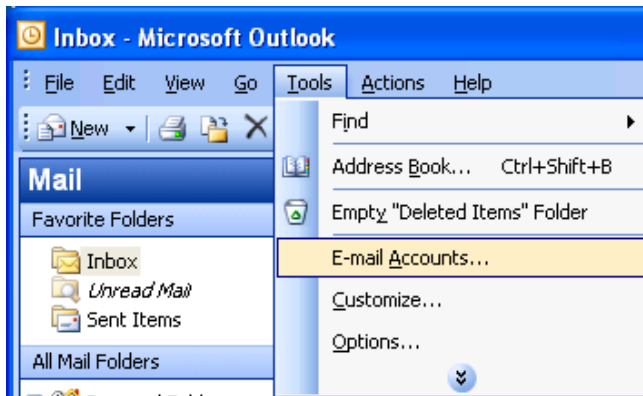 Inbox - Microsoft Outlook
File Edit View Go Tools Actions Help
New
Find
Mail
Address Book... Ctrl+Shift+B
Favorite Folders
Empty "Deleted Items" Folder
Inbox
E-mail Accounts...
Unread Mail
Customize...
Sent Items
Options...
All Mail Folders